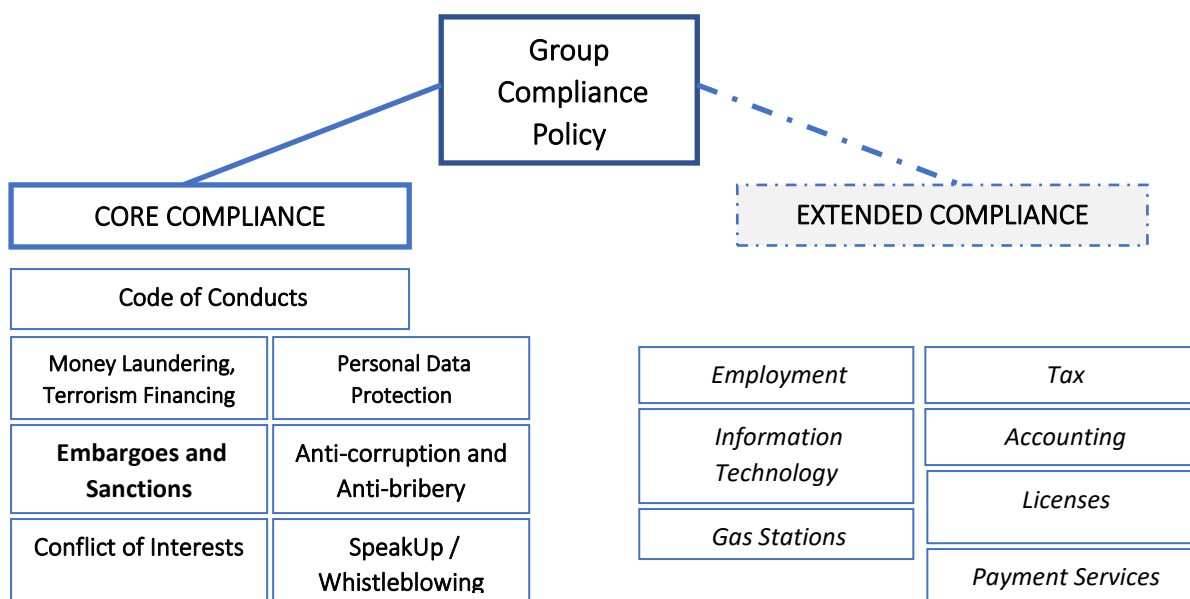 Group
Compliance
Policy
CORE COMPLIANCE
EXTENDED COMPLIANCE
Code of Conducts
Money Laundering,
Terrorism Financing
Personal Data
Protection
Embargoes and
Sanctions
Anti-corruption and
Anti-bribery
Conflict of Interests
SpeakUp /
Whistleblowing
Employment
Tax
Information
Technology
Accounting
Licenses
Gas Stations
Payment Services